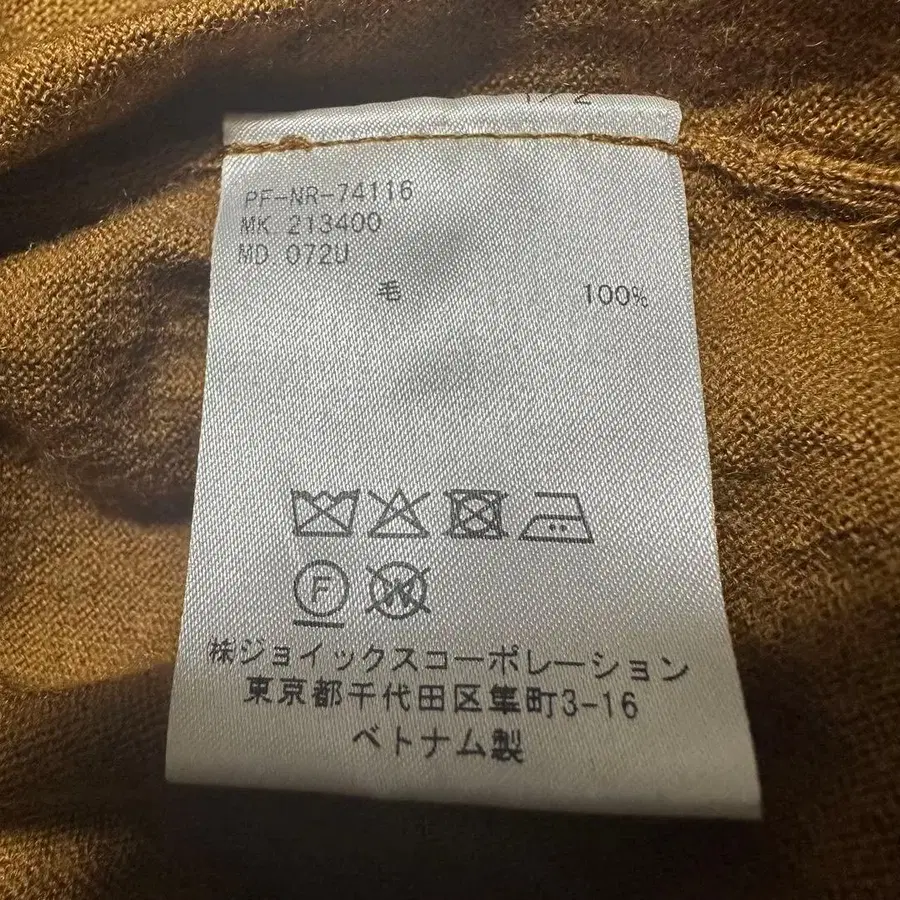 1/2
PF-NR-74116
MK 213400
MD 072U
毛 100%
F
W
㈱ジョイックスコーポレーション
東京都千代田区隼町3-16
ベトナム製